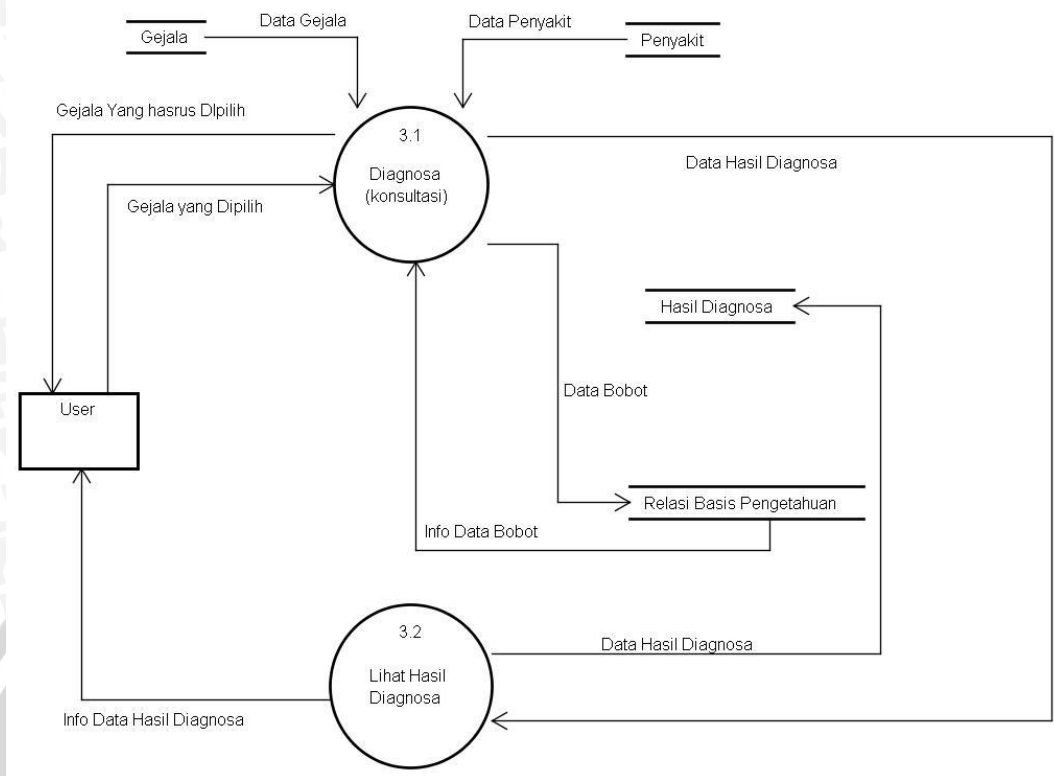 Data Gejala
Data Penyakit
Gejala
Penyakit
Gejala Yang hasrus DIpilih
3.1
Diagnosa
(konsultasi)
Data Hasil Diagnosa
Gejala yang Dipilih
Hasil Diagnosa
Data Bobot
User
Relasi Basis Pengetahuan
Info Data Bobot
3.2
Lihat Hasil
Diagnosa
Data Hasil Diagnosa
Info Data Hasil Diagnosa